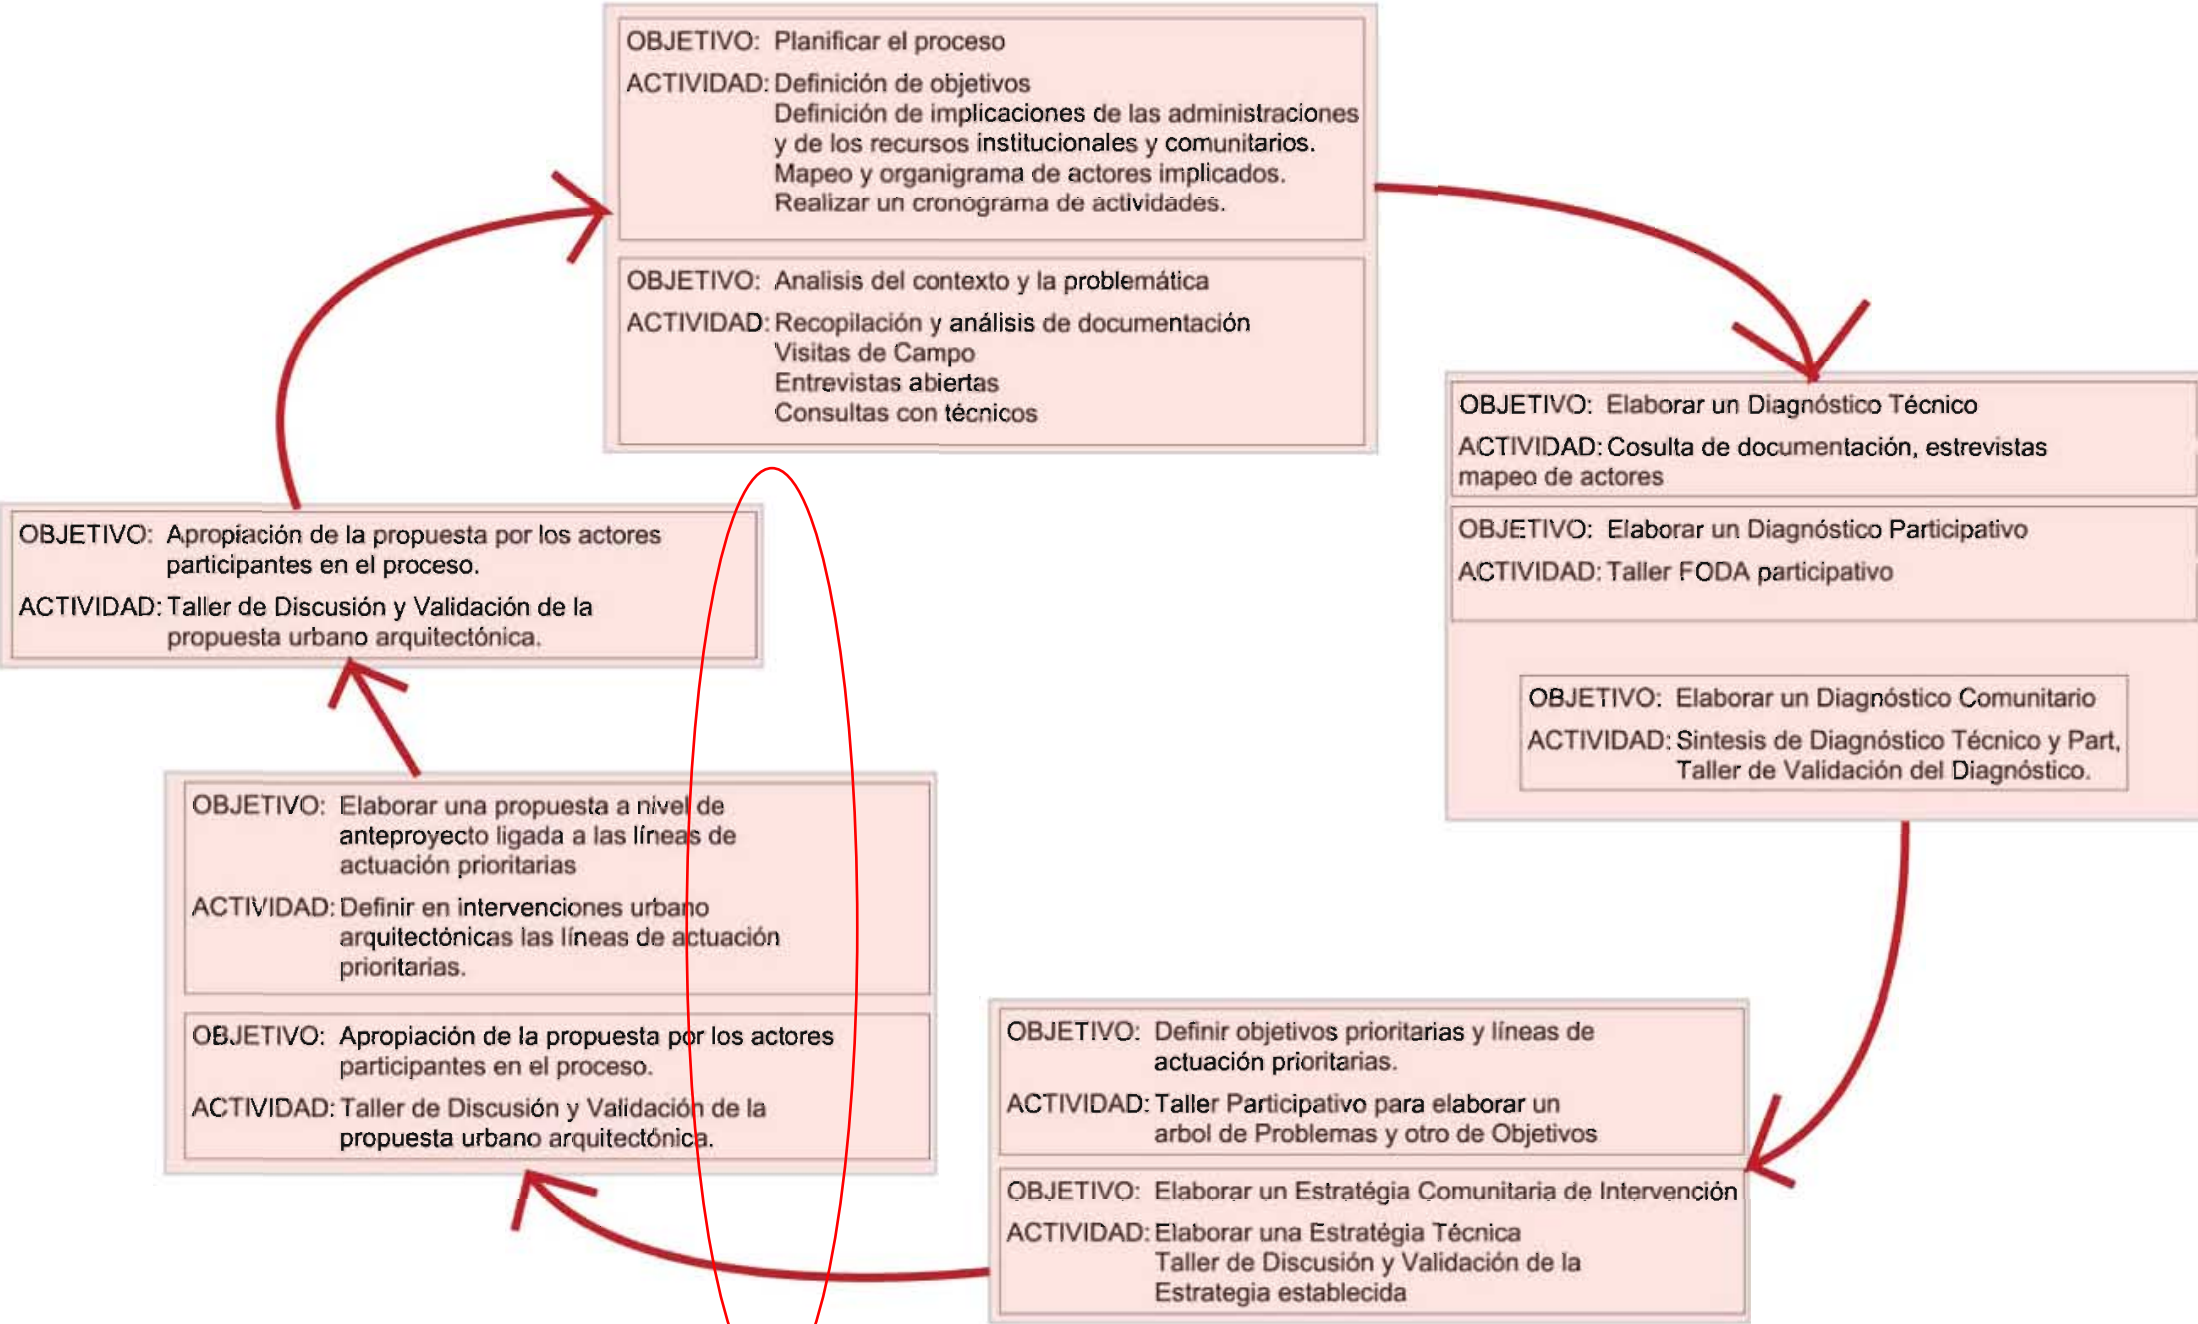 OBJETIVO: Planificar el proceso
ACTIVIDAD: Definición de objetivos
Definición de implicaciones de las administraciones
y de los recursos institucionales y comunitarios.
Mapeo y organigrama de actores implicados.
Realizar un cronograma de actividades.
OBJETIVO: Analisis del contexto y la problemática
ACTIVIDAD: Recopilación y análisis de documentación
Visitas de Campo
Entrevistas abiertas
Consultas con técnicos
OBJETIVO: Elaborar un Diagnóstico Técnico
ACTIVIDAD: Cosulta de documentación, estrevistas
mapeo de actores
OBJETIVO: Elaborar un Diagnóstico Participativo
ACTIVIDAD: Taller FODA participativo
OBJETIVO: Elaborar un Diagnóstico Comunitario
ACTIVIDAD: Sintesis de Diagnóstico Técnico y Part,
Taller de Validación del Diagnóstico.
OBJETIVO: Definir objetivos prioritarias y líneas de
actuación prioritarias.
ACTIVIDAD: Taller Participativo para elaborar un
arbol de Problemas y otro de Objetivos
OBJETIVO: Elaborar un Estratégia Comunitaria de Intervención
ACTIVIDAD: Elaborar una Estratégia Técnica
Taller de Discusión y Validación de la
Estrategia establecida
OBJETIVO: Elaborar una propuesta a nivel de
anteproyecto ligada a las líneas de
actuación prioritarias
ACTIVIDAD: Definir en intervenciones urbano
arquitectónicas las líneas de actuación
prioritarias.
OBJETIVO: Apropiación de la propuesta por los actores
participantes en el proceso.
ACTIVIDAD: Taller de Discusión y Validación de la
propuesta urbano arquitectónica.
OBJETIVO: Apropiación de la propuesta por los actores
participantes en el proceso.
ACTIVIDAD: Taller de Discusión y Validación de la
propuesta urbano arquitectónica.